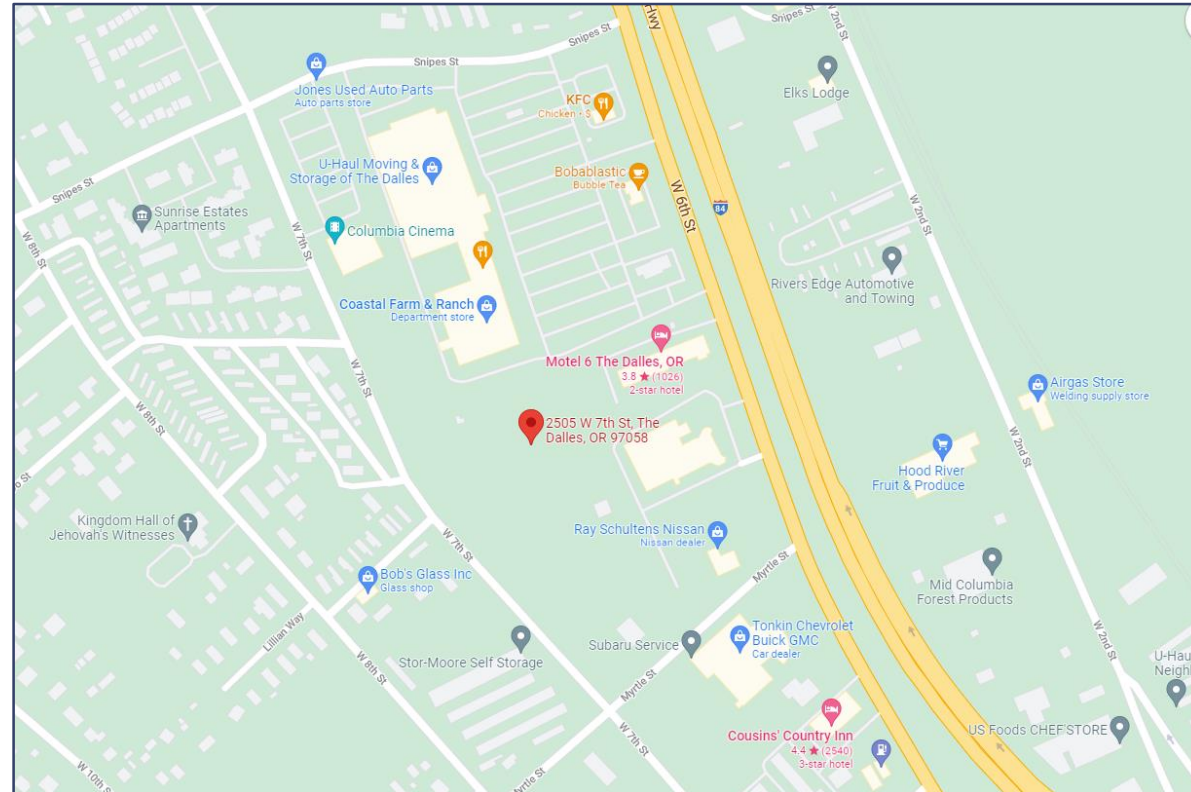 Snipes St
Hwy
W 2nd St
Snipes St
Snipes St
Jones Used Auto Parts
Auto parts store
KFC
Chicken • $
Elks Lodge
U-Haul Moving &
Storage of The Dalles
Bobablastic
Bubble Tea
W 6th St
84
Snipes St
Sunrise Estates
Apartments
W 7th St
Columbia Cinema
W 2nd St
W 8th St
Rivers Edge Automotive
and Towing
Coastal Farm & Ranch
Department store
Motel 6 The Dalles, OR
3.8 ★ (1026)
2-star hotel
W 7th St
Airgas Store
Welding supply store
2505 W 7th St, The
Dalles, OR 97058
W 8th St
W 2nd St
Hood River
Fruit & Produce
o St
Kingdom Hall of
Jehovah's Witnesses
W 7th St
Ray Schultens Nissan
Nissan dealer
Myrtle St
Bob's Glass Inc
Glass shop
Mid Columbia
Forest Products
Lillian Way
Tonkin Chevrolet
Buick GMC
Car dealer
Subaru Service
Stor-Moore Self Storage
W 8th St
Myrtle St
W 2nd St
U-Hau
Neigh
Cousins' Country Inn
4.4 ★ (2540)
3-star hotel
US Foods CHEF'STORE
W 7th St
W 10th St
Myrtle St